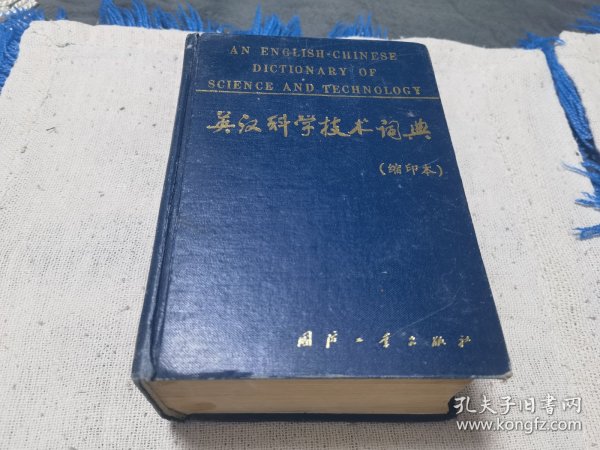 AN ENGLISH-CHINESE
DICTIONARY OF
SCIENCE AND TECHNOLOGY
英汉科学技术词典
(缩印本)
国防工业出版社
孔夫子旧书网
www.kongfz.com